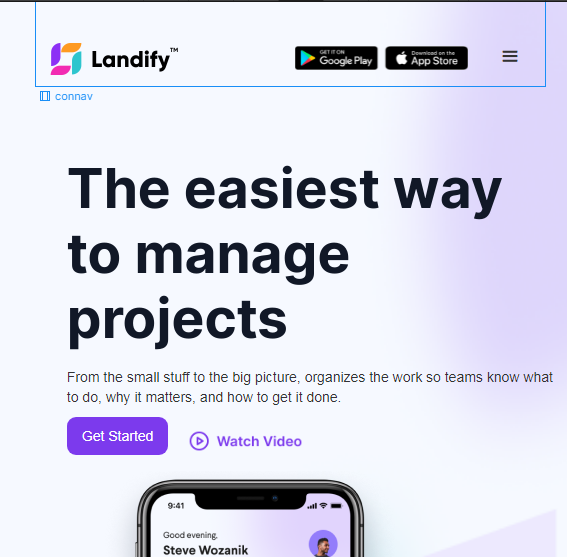 Landify™
GET IT ON
Google Play
Download on the
App Store
connav
The easiest way
to manage
projects
From the small stuff to the big picture, organizes the work so teams know what
to do, why it matters, and how to get it done.
Get Started
Watch Video
9:41
Good evening,
Steve Wozanik